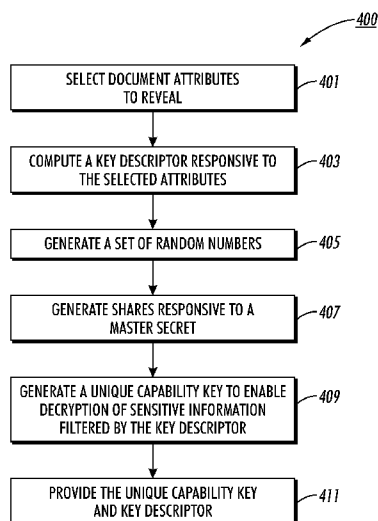 400
SELECT DOCUMENT ATTRIBUTES
TO REVEAL
401
COMPUTE A KEY DESCRIPTOR RESPONSIVE TO
THE SELECTED ATTRIBUTES
403
GENERATE A SET OF RANDOM NUMBERS
405
GENERATE SHARES RESPONSIVE TO A
MASTER SECRET
407
GENERATE A UNIQUE CAPABILITY KEY TO ENABLE
DECRYPTION OF SENSITIVE INFORMATION
FILTERED BY THE KEY DESCRIPTOR
409
PROVIDE THE UNIQUE CAPABILITY KEY
AND KEY DESCRIPTOR
411